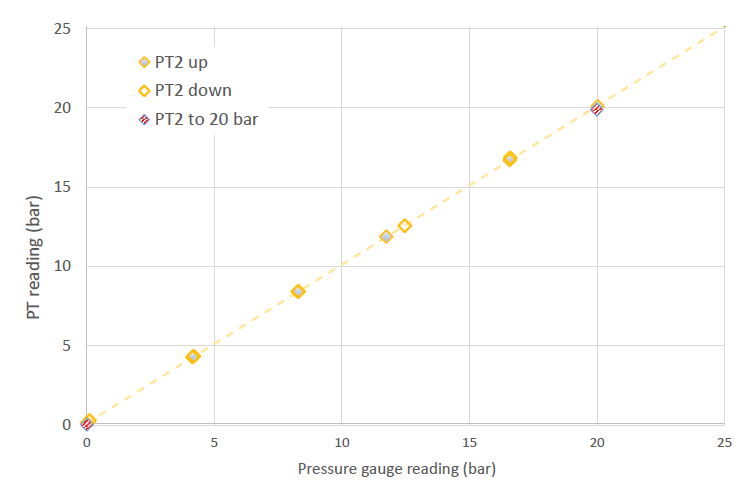 25
20
15
10
5
0
PT reading (bar)
PT2 up
PT2 down
PT2 to 20 bar
0 5 10 15 20 25
Pressure gauge reading (bar)